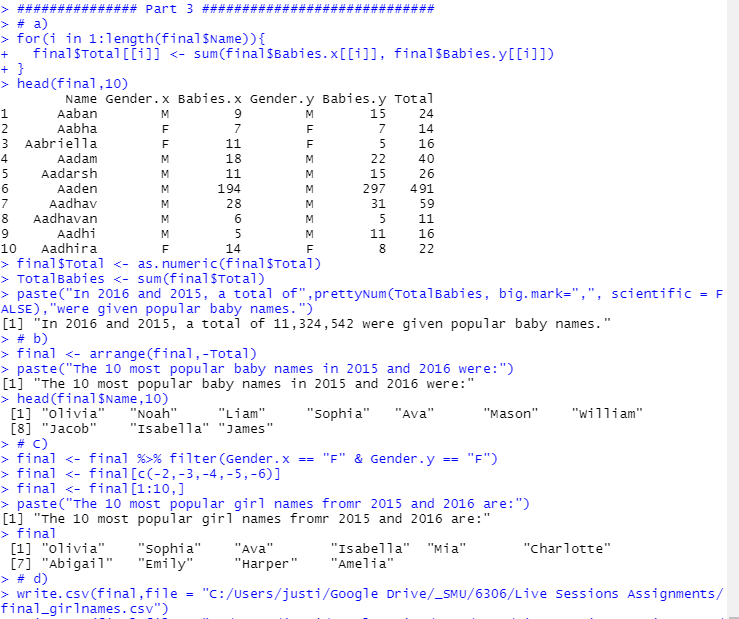 > ############### Part 3 #############################
> # a)
> for(i in 1:length(final$Name)){
+   final$Total[[i]] <- sum(final$Babies.x[[i]], final$Babies.y[[i]])
+ }
> head(final,10)
        Name Gender.x Babies.x Gender.y Babies.y Total
1      Aaban        M        9        M       15    24
2      Aabha        F        7        F        7    14
3  Aabriella        F       11        F        5    16
4      Aadam        M       18        M       22    40
5    Aadarsh        M       11        M       15    26
6      Aaden        M      194        M      297   491
7     Aadhav        M       28        M       31    59
8   Aadhavan        M        6        M        5    11
9      Aadhi        M        5        M       11    16
10   Aadhira        F       14        F        8    22
> final$Total <- as.numeric(final$Total)
> TotalBabies <- sum(final$Total)
> paste("In 2016 and 2015, a total of",prettyNum(TotalBabies, big.mark=",", scientific = F
ALSE),"were given popular baby names.")
[1] "In 2016 and 2015, a total of 11,324,542 were given popular baby names."
> # b)
> final <- arrange(final,-Total)
> paste("The 10 most popular baby names in 2015 and 2016 were:")
[1] "The 10 most popular baby names in 2015 and 2016 were:"
> head(final$Name,10)
 [1] "Olivia"   "Noah"     "Liam"     "Sophia"   "Ava"      "Mason"    "William"
 [8] "Jacob"    "Isabella" "James"
> # c)
> final <- final %>% filter(Gender.x == "F" & Gender.y == "F")
> final <- final[c(-2,-3,-4,-5,-6)]
> final <- final[1:10,]
> paste("The 10 most popular girl names fromr 2015 and 2016 are:")
[1] "The 10 most popular girl names fromr 2015 and 2016 are:"
> final
 [1] "Olivia"    "Sophia"    "Ava"       "Isabella"  "Mia"       "Charlotte"
 [7] "Abigail"   "Emily"     "Harper"    "Amelia"
> # d)
> write.csv(final,file = "C:/Users/justi/Google Drive/_SMU/6306/Live Sessions Assignments/
final_girlnames.csv")